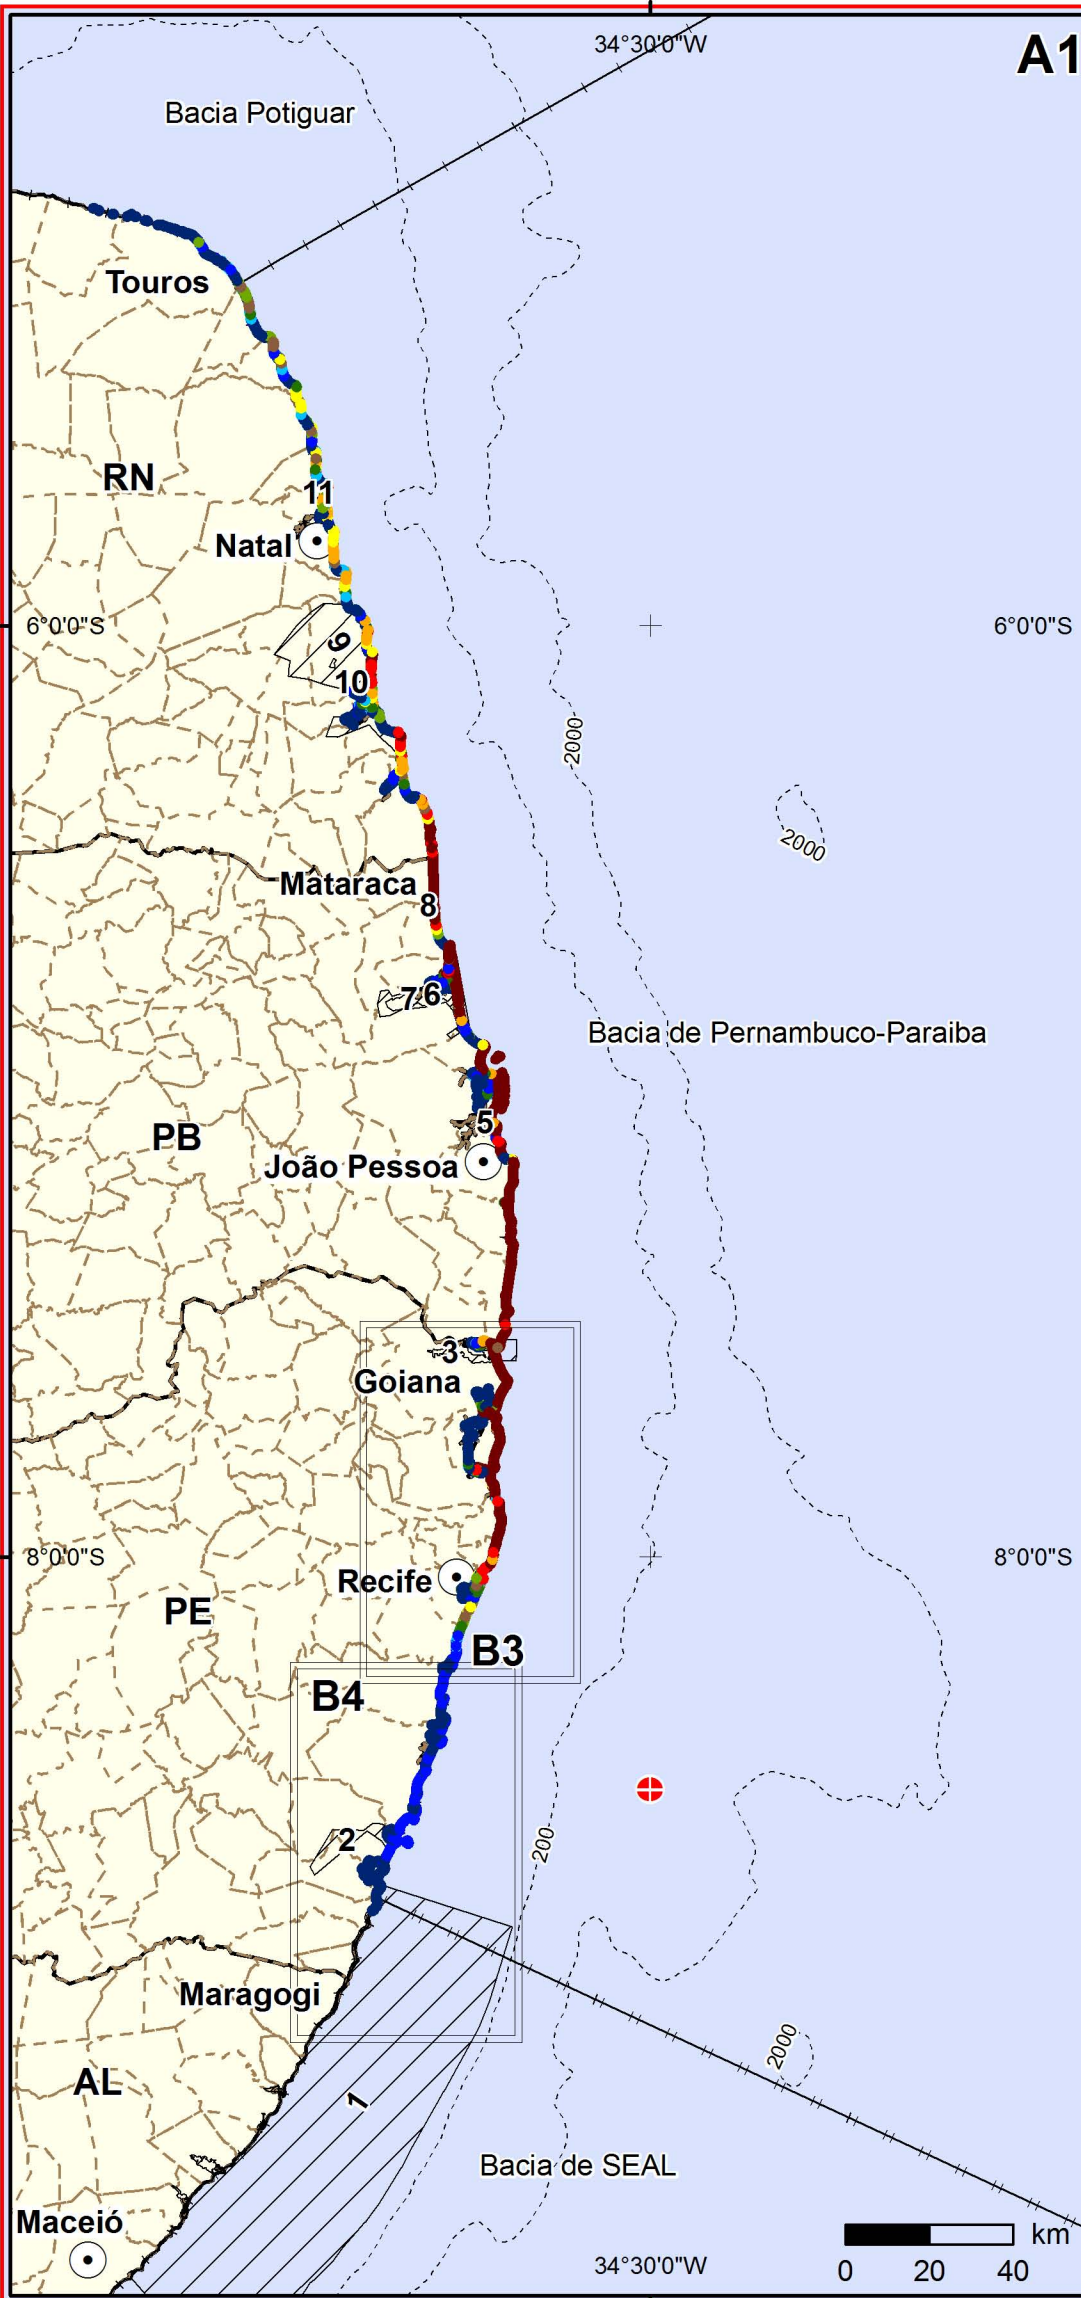 34°30'0"W
A1
Bacia Potiguar
Touros
RN
11
Natal
6°0'0"S
6°0'0"S
9
10
2000
2000
Mataraca
8
7
6
Bacia de Pernambuco-Paraiba
5
PB
João Pessoa
3
Goiana
8°0'0"S
8°0'0"S
Recife
PE
B3
B4
2
200
Maragogi
2000
AL
1
Bacia de SEAL
Maceió
34°30'0"W
km
0 20 40